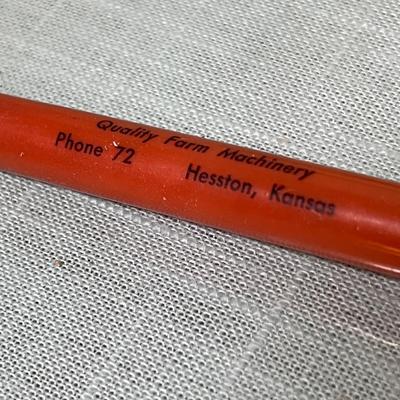 Quality Farm Machinery
Phone 72 Hesston, Kansas